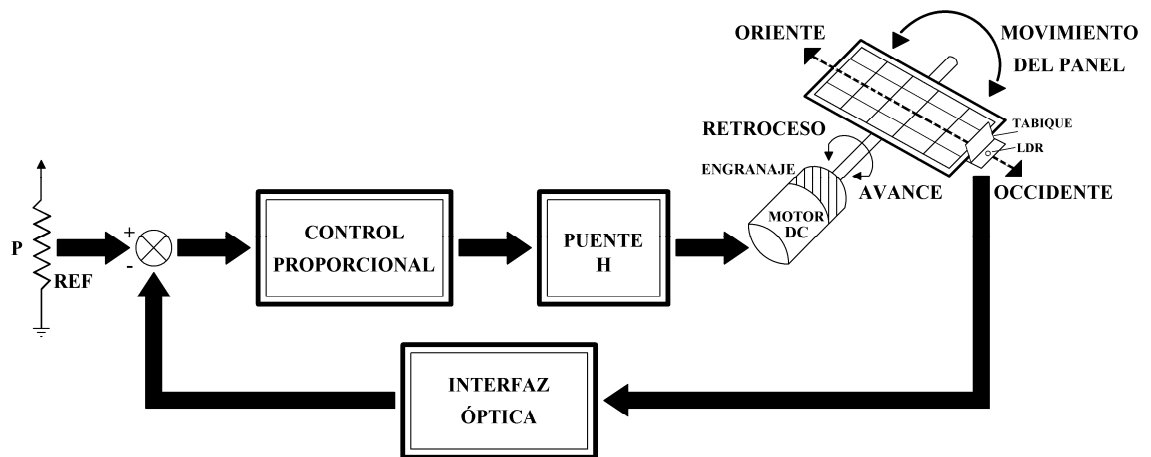 ORIENTE
MOVIMIENTO
DEL PANEL
TABIQUE
LDR
RETROCESO
ENGRANAJE
AVANCE
OCCIDENTE
MOTOR
DC
P
REF
+
-
CONTROL
PROPORCIONAL
PUENTE
H
INTERFAZ
ÓPTICA